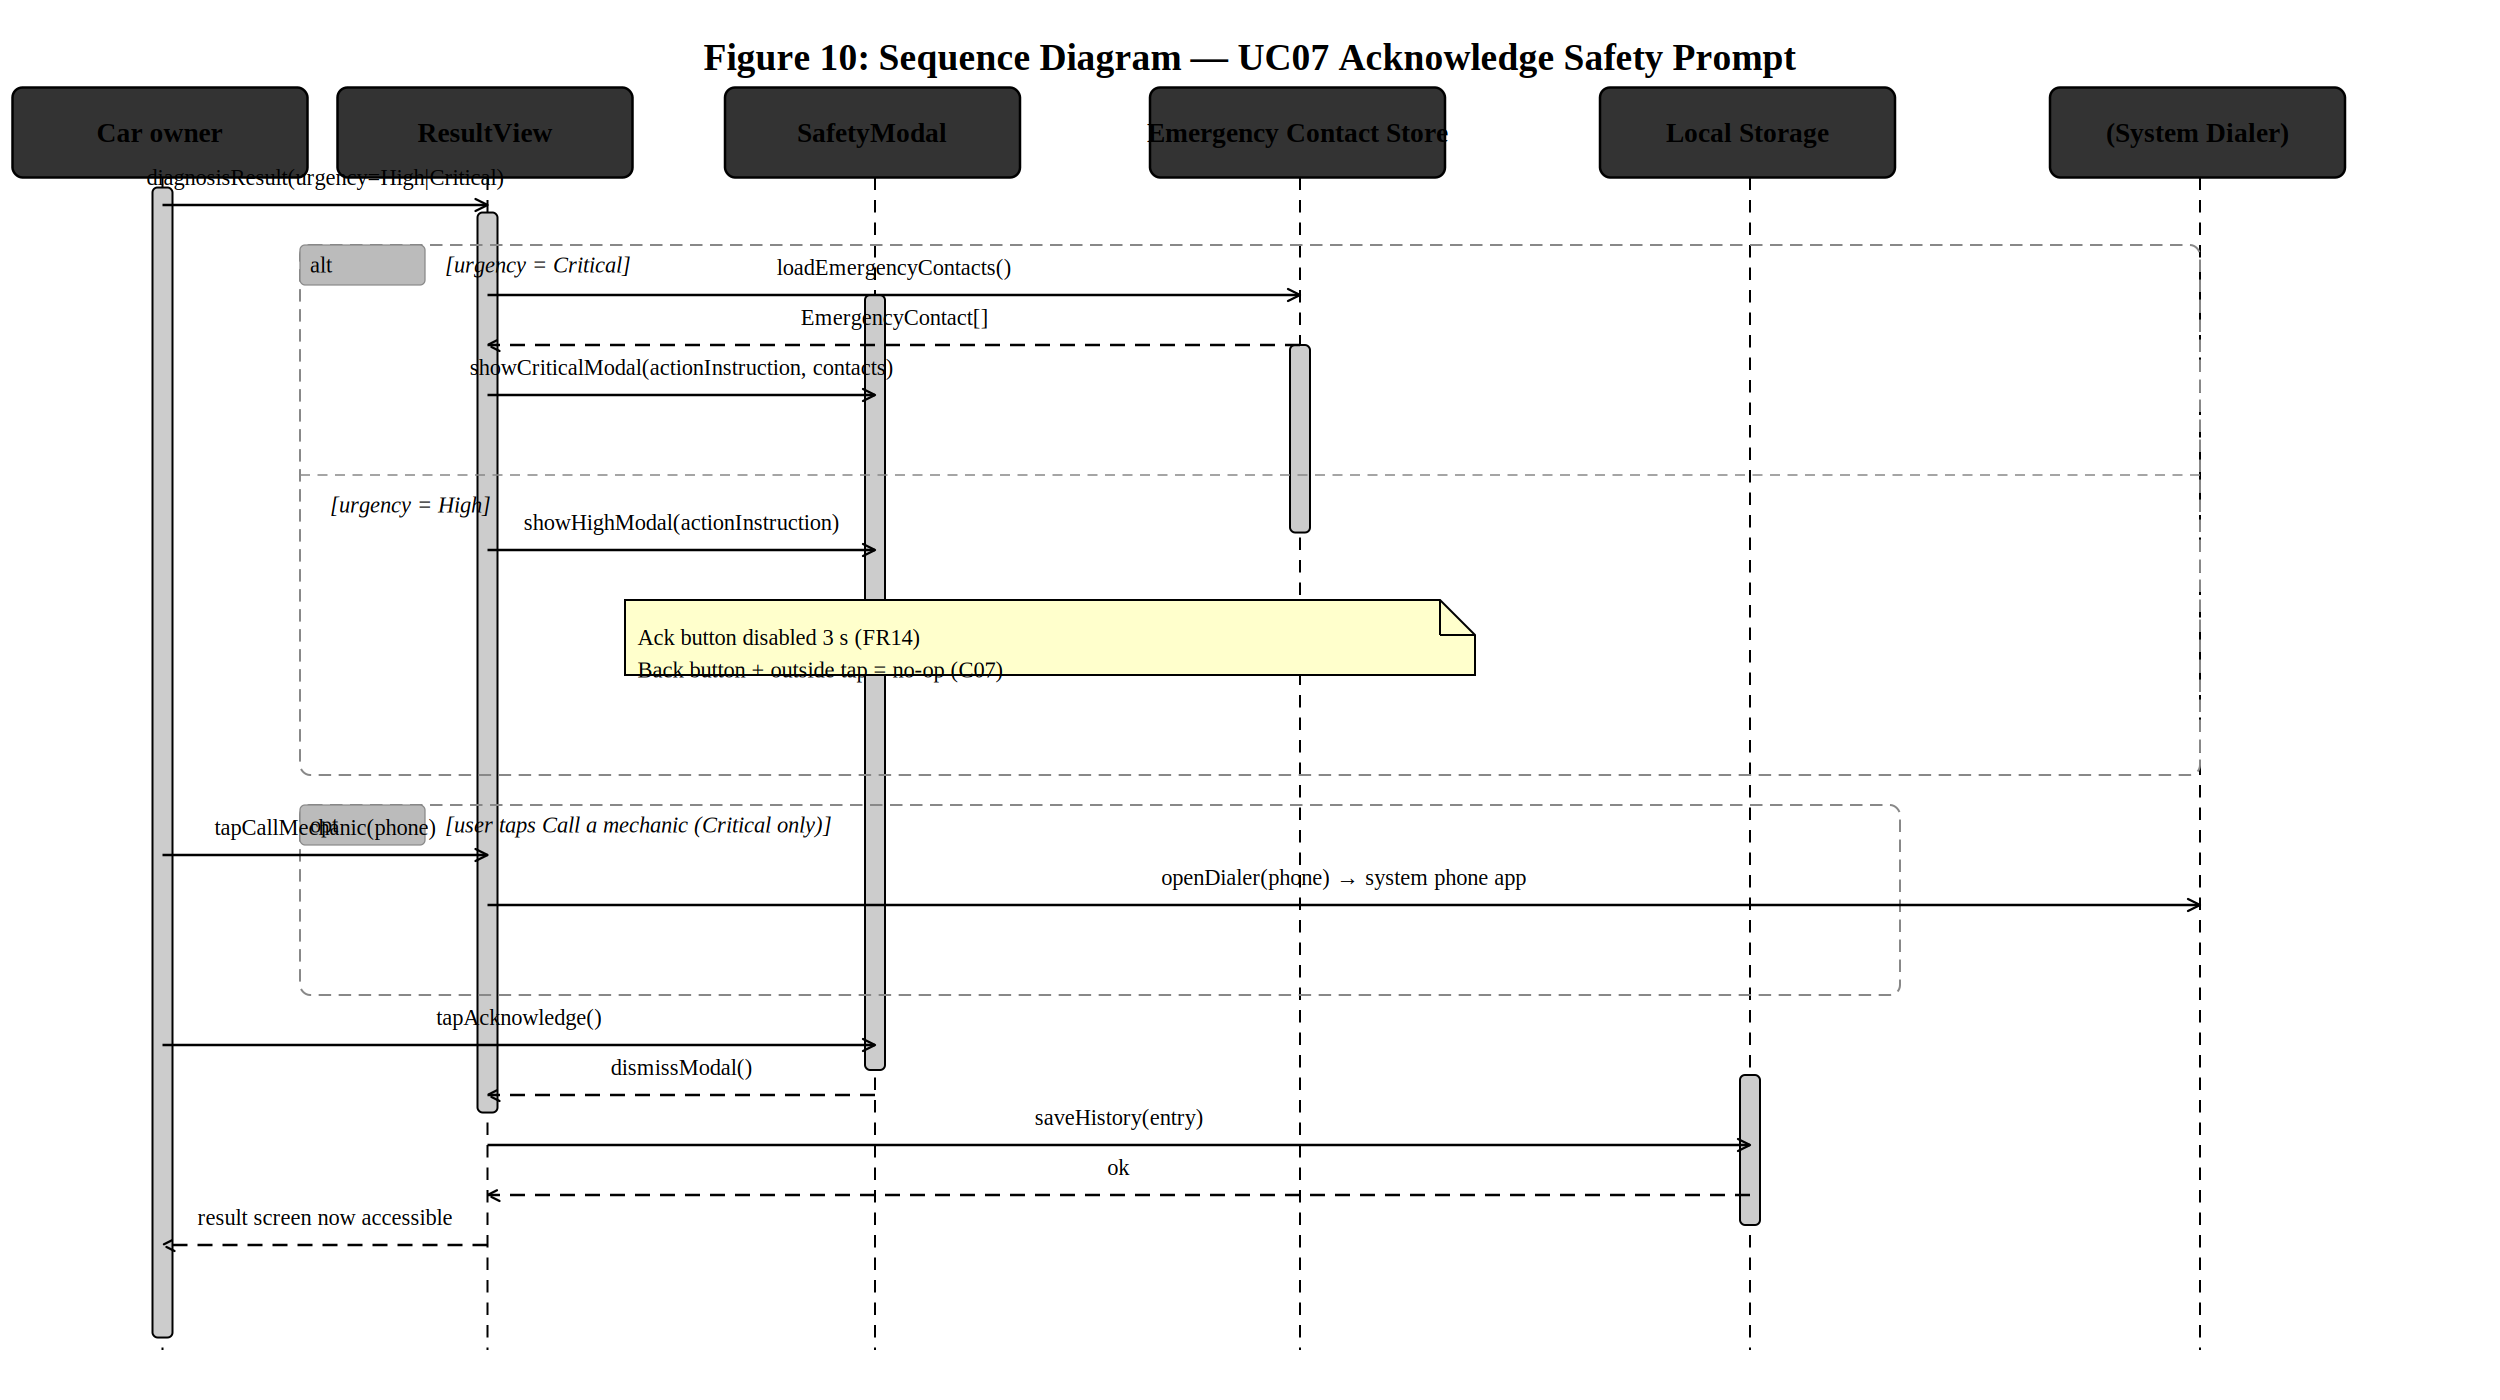 Figure 10: Sequence Diagram — UC07 Acknowledge Safety Prompt
Car owner
ResultView
SafetyModal
Emergency Contact Store
Local Storage
(System Dialer)
diagnosisResult(urgency=High|Critical)
alt
[urgency = Critical]
loadEmergencyContacts()
EmergencyContact[]
showCriticalModal(actionInstruction, contacts)
[urgency = High]
showHighModal(actionInstruction)
Ack button disabled 3 s (FR14)
Back button + outside tap = no-op (C07)
opt
[user taps Call a mechanic (Critical only)]
tapCallMechanic(phone)
openDialer(phone) → system phone app
tapAcknowledge()
dismissModal()
saveHistory(entry)
ok
result screen now accessible